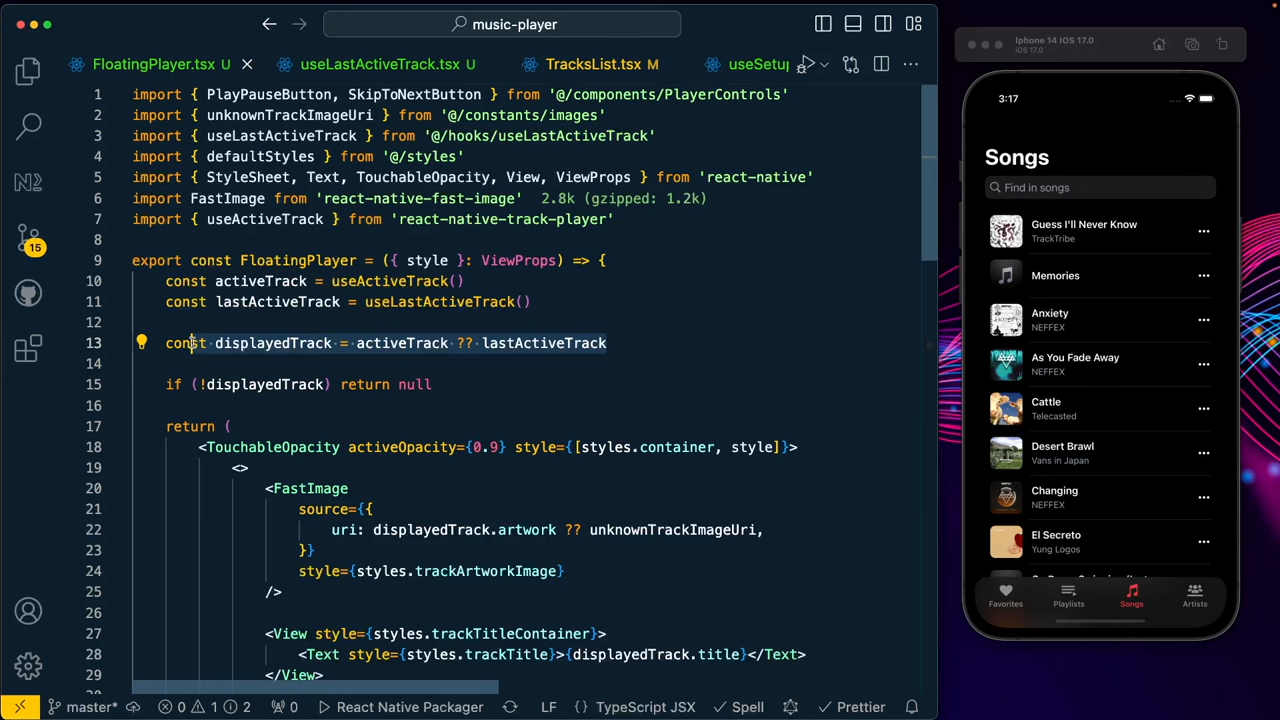 music-player
FloatingPlayer.tsx U
useLastActiveTrack.tsx U
TracksList.tsx M
useSetup
1 import { PlayPauseButton, SkipToNextButton } from '@/components/PlayerControls'
2 import { unknownTrackImageUri } from '@/constants/images'
3 import { useLastActiveTrack } from '@/hooks/useLastActiveTrack'
4 import { defaultStyles } from '@/styles'
5 import { StyleSheet, Text, TouchableOpacity, View, ViewProps } from 'react-native'
6 import FastImage from 'react-native-fast-image' 2.8k (gzipped: 1.2k)
7 import { useActiveTrack } from 'react-native-track-player'
8
9 export const FloatingPlayer = ({ style }: ViewProps) => {
10 const activeTrack = useActiveTrack()
11 const lastActiveTrack = useLastActiveTrack()
12
13 const displayedTrack = activeTrack ?? lastActiveTrack
14
15 if (!displayedTrack) return null
16
17 return (
18 <TouchableOpacity activeOpacity={0.9} style={[styles.container, style]}>
19 <>
20 <FastImage
21 source={{
22 uri: displayedTrack.artwork ?? unknownTrackImageUri,
23 }}
24 style={styles.trackArtworkImage}
25 />
26
27 <View style={styles.trackTitleContainer}>
28 <Text style={styles.trackTitle}>{displayedTrack.title}</Text>
29 </View>
15
master*
0 1 2
0
React Native Packager
LF
{} TypeScript JSX
Spell
Prettier
Iphone 14 IOS 17.0
iOS 17.0
3:17
Songs
Find in songs
Guess I'll Never Know
TrackTribe
Memories
Anxiety
NEFFEX
As You Fade Away
NEFFEX
Cattle
Telecasted
Desert Brawl
Vans in Japan
Changing
NEFFEX
El Secreto
Yung Logos
Favorites
Playlists
Songs
Artists